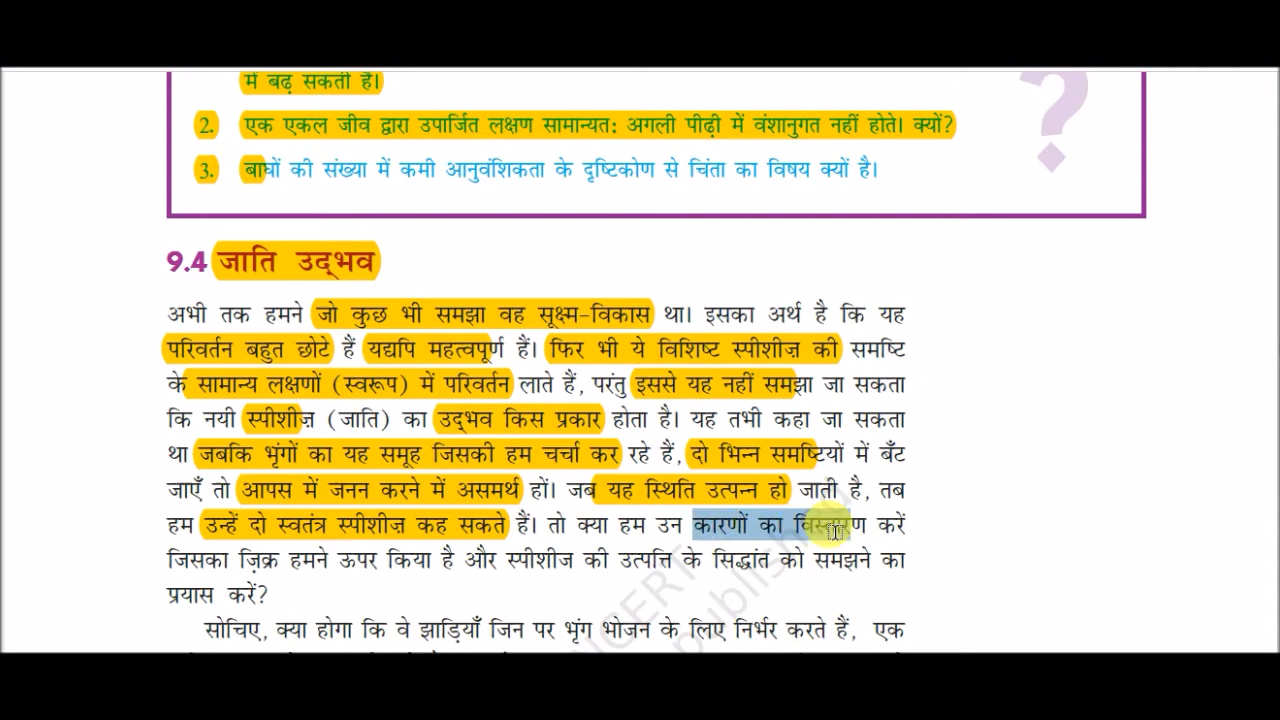 में बढ़ सकती है।
2. एक एकल जीव द्वारा उपार्जित लक्षण सामान्यत: अगली पीढ़ी में वंशानुगत नहीं होते। क्यों?
3. बाघों की संख्या में कमी आनुवंशिकता के दृष्टिकोण से चिंता का विषय क्यों है।
?
9.4 जाति उद्भव
अभी तक हमने जो कुछ भी समझा वह सूक्ष्म-विकास था। इसका अर्थ है कि यह
परिवर्तन बहुत छोटे हैं यद्यपि महत्वपूर्ण हैं। फिर भी ये विशिष्ट स्पीशीज़ की समष्टि
के सामान्य लक्षणों (स्वरूप) में परिवर्तन लाते हैं, परंतु इससे यह नहीं समझा जा सकता
कि नयी स्पीशीज़ (जाति) का उद्भव किस प्रकार होता है। यह तभी कहा जा सकता
था जबकि भृंगों का यह समूह जिसकी हम चर्चा कर रहे हैं, दो भिन्न समष्टियों में बँट
जाएँ तो आपस में जनन करने में असमर्थ हों। जब यह स्थिति उत्पन्न हो जाती है, तब
हम उन्हें दो स्वतंत्र स्पीशीज़ कह सकते हैं। तो क्या हम उन कारणों का विस्तारण करें
जिसका ज़िक्र हमने ऊपर किया है और स्पीशीज की उत्पत्ति के सिद्धांत को समझने का
प्रयास करें?
सोचिए, क्या होगा कि वे झाड़ियाँ जिन पर भृंग भोजन के लिए निर्भर करते हैं, एक
NCERT
published